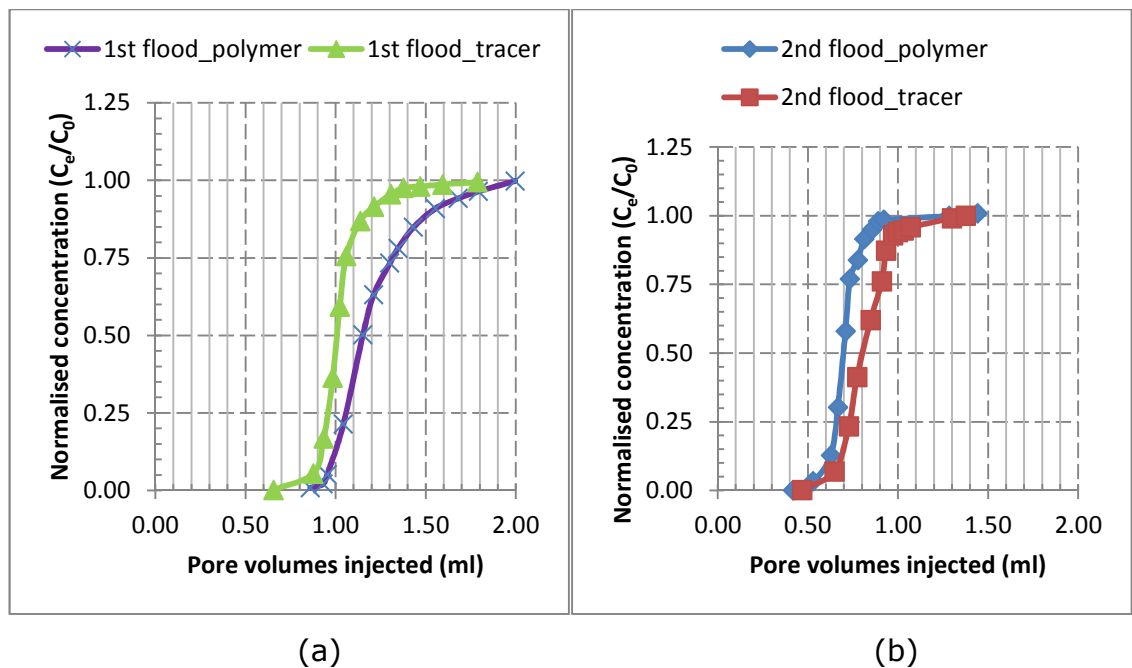 1st flood_polymer 1st flood_tracer
1.25
1.00
0.75
0.50
0.25
0.00
Normalised concentration (Ce/C0)
0.00 0.50 1.00 1.50 2.00
Pore volumes injected (ml)
(a)
2nd flood_polymer
2nd flood_tracer
1.25
1.00
0.75
0.50
0.25
0.00
Normalised concentration (Ce/C0)
0.00 0.50 1.00 1.50 2.00
Pore volumes injected (ml)
(b)